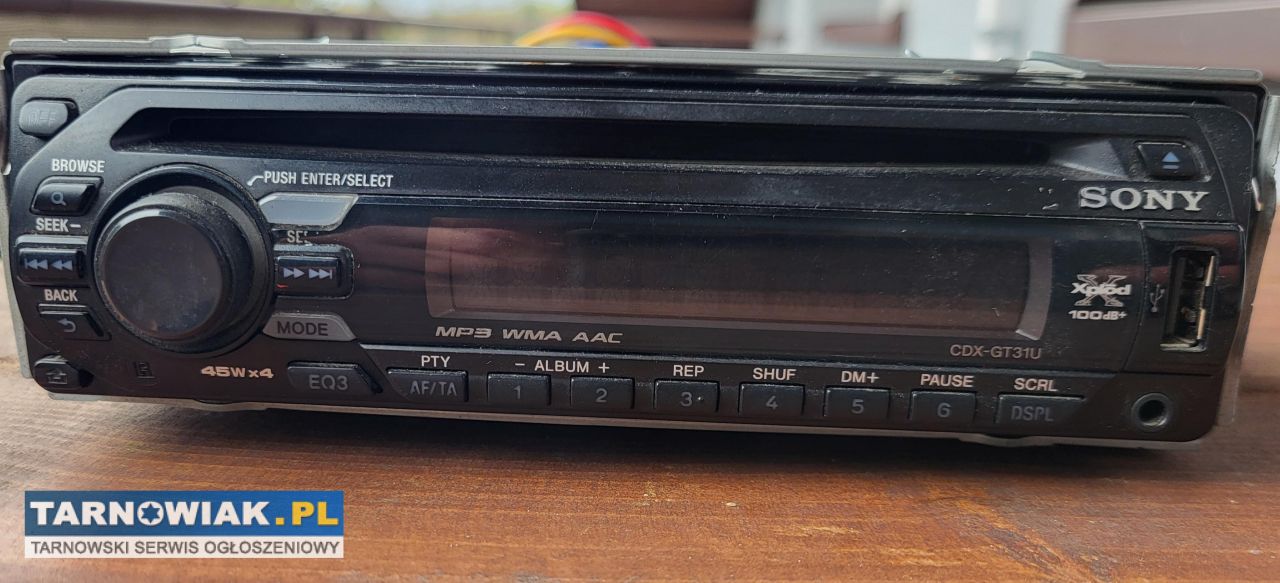 OFF
BROWSE
PUSH ENTER/SELECT
SONY
SEEK –
SE
BACK
MODE
MP3 WMA AAC
Xplod
100dB+
CDX-GT31U
45W x 4
EQ3
PTY
AF/TA
– ALBUM +
1
2
REP
3
SHUF
4
DM+
5
PAUSE
6
SCRL
DSPL
TARNOWIAK.PL
TARNOWSKI SERWIS OGŁOSZENIOWY